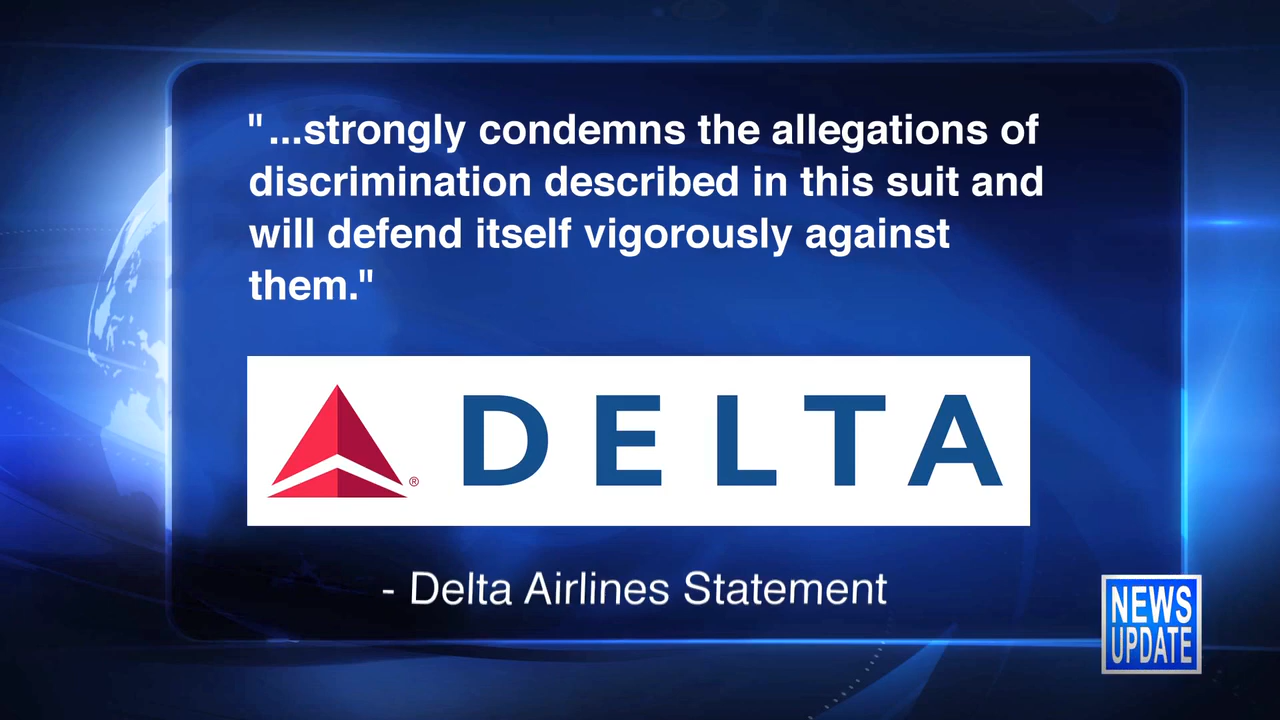 "...strongly condemns the allegations of
discrimination described in this suit and
will defend itself vigorously against
them."
DELTA
®
- Delta Airlines Statement
NEWS
UPDATE